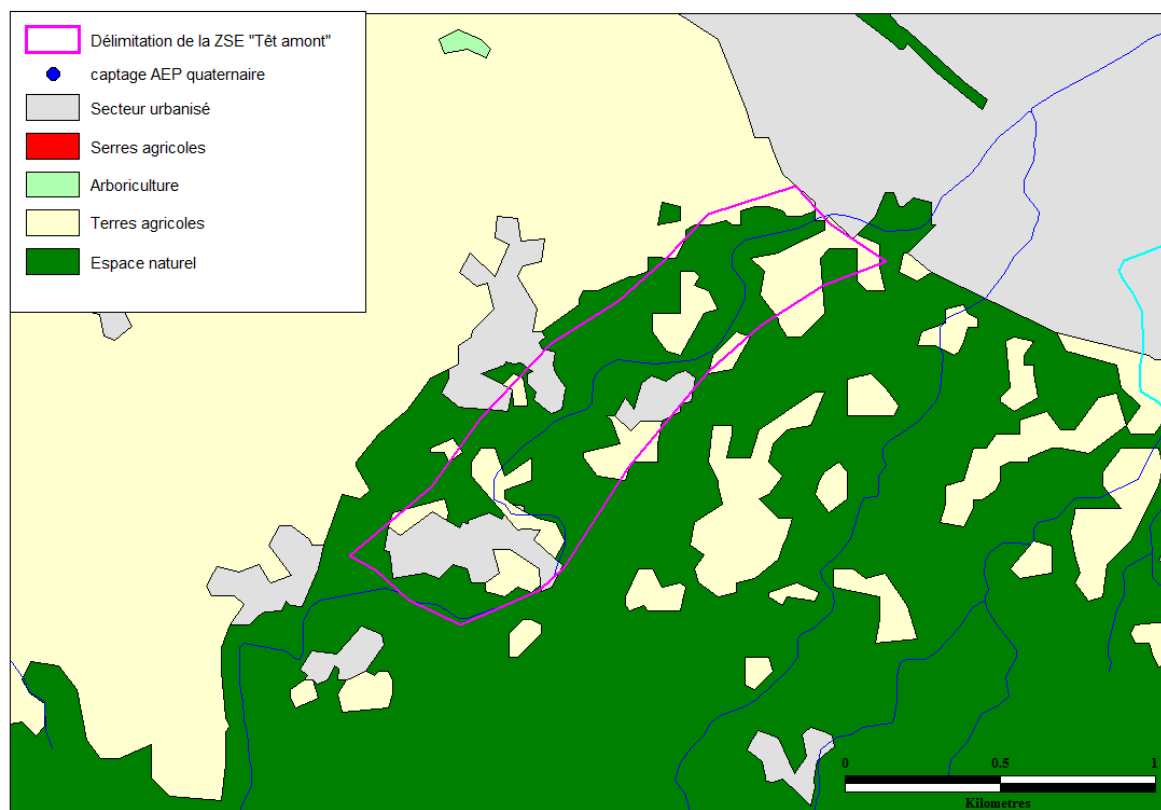 Délimitation de la ZSE "Têt amont"
captage AEP quaternaire
Secteur urbanisé
Serres agricoles
Arboriculture
Terres agricoles
Espace naturel
0 0.5 1
Kilometres